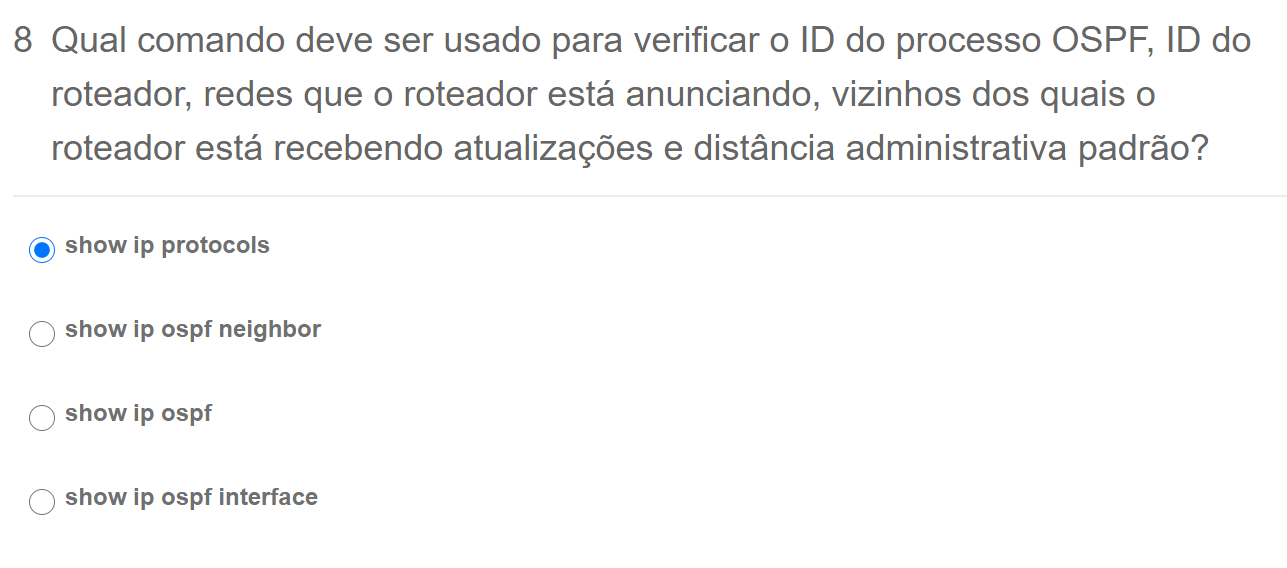 8 Qual comando deve ser usado para verificar o ID do processo OSPF, ID do
roteador, redes que o roteador está anunciando, vizinhos dos quais o
roteador está recebendo atualizações e distância administrativa padrão?
show ip protocols
show ip ospf neighbor
show ip ospf
show ip ospf interface